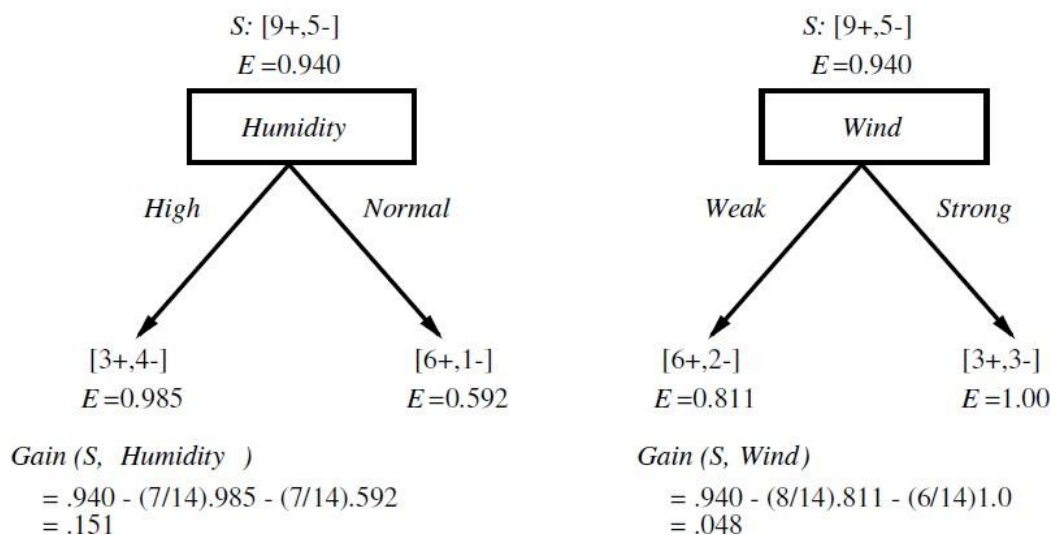 S: [9+,5-]
E =0.940
Humidity
High
Normal
[3+,4-]
E =0.985
[6+,1-]
E =0.592
Gain (S, Humidity )
= .940 - (7/14).985 - (7/14).592
= .151
S: [9+,5-]
E =0.940
Wind
Weak
Strong
[6+,2-]
E =0.811
[3+,3-]
E =1.00
Gain (S, Wind)
= .940 - (8/14).811 - (6/14)1.0
= .048